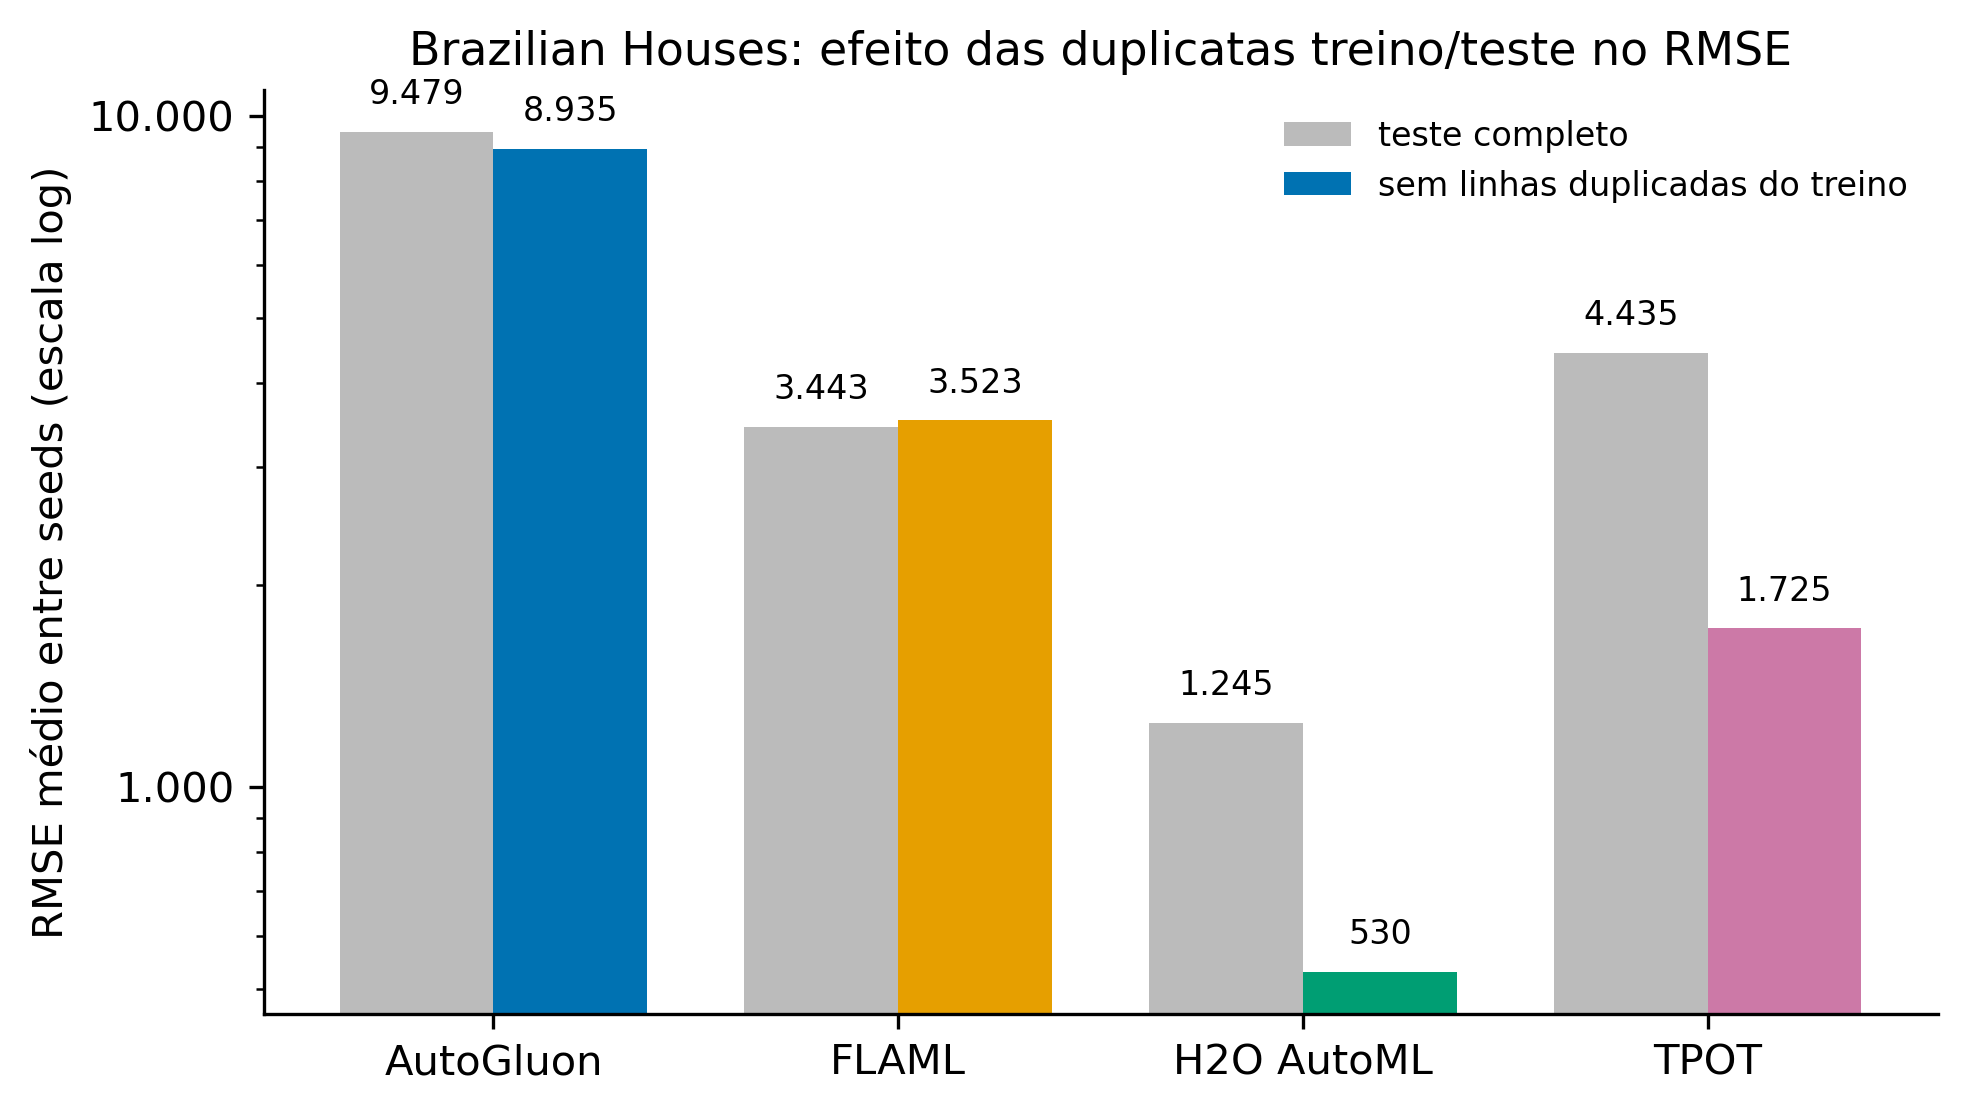 Brazilian Houses: efeito das duplicatas treino/teste no RMSE
RMSE médio entre seeds (escala log)
10.000
1.000
teste completo
sem linhas duplicadas do treino
9.479
8.935
3.443
3.523
1.245
530
4.435
1.725
AutoGluon
FLAML
H2O AutoML
TPOT